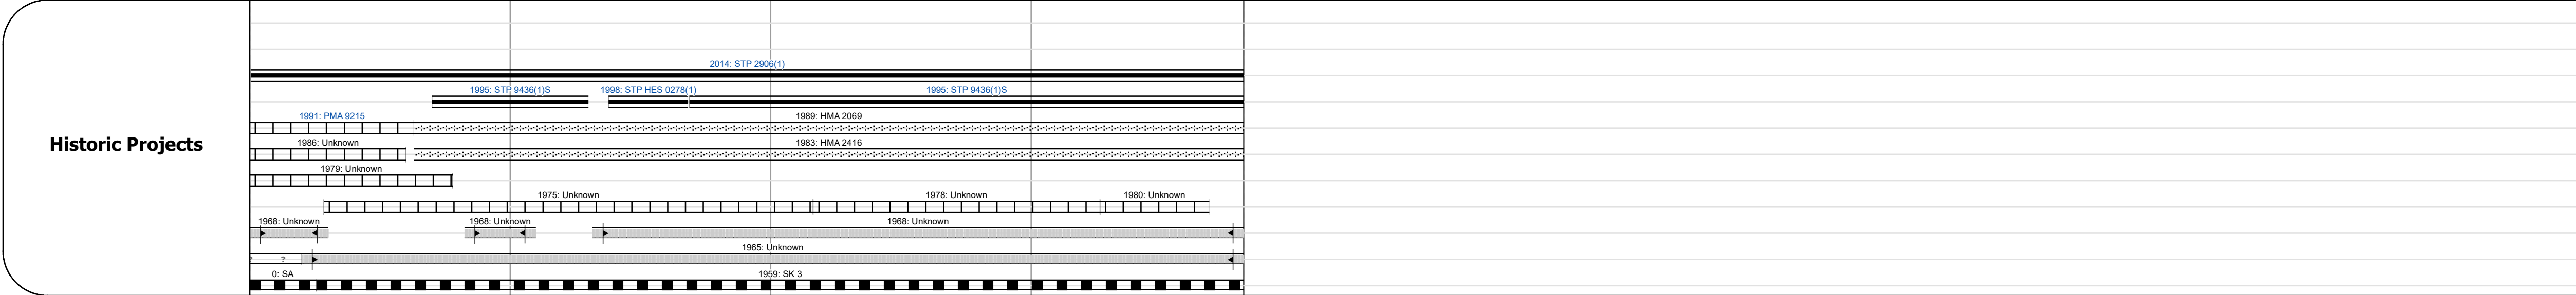 Historic Projects
2014: STP 2906(1)
1995: STP 9436(1)S 1998: STP HES 0278(1) 1995: STP 9436(1)S
1991: PMA 9215 1989: HMA 2069
1986: Unknown 1983: HMA 2416
1979: Unknown
1975: Unknown 1978: Unknown 1980: Unknown
1968: Unknown 1968: Unknown 1968: Unknown
1965: Unknown
?
0: SA 1959: SK 3